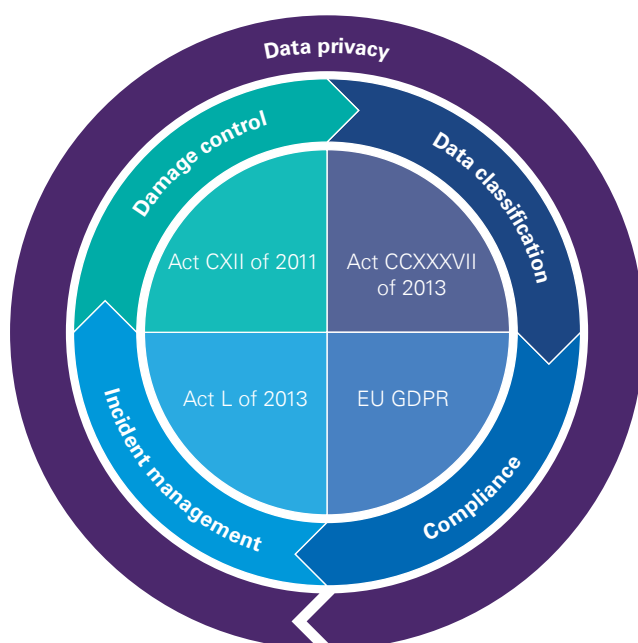 Data privacy
Damage control
Data classification
Act CXII of 2011
Act CCXXXVII
of 2013
Act L of 2013
EU GDPR
Incident management
Compliance